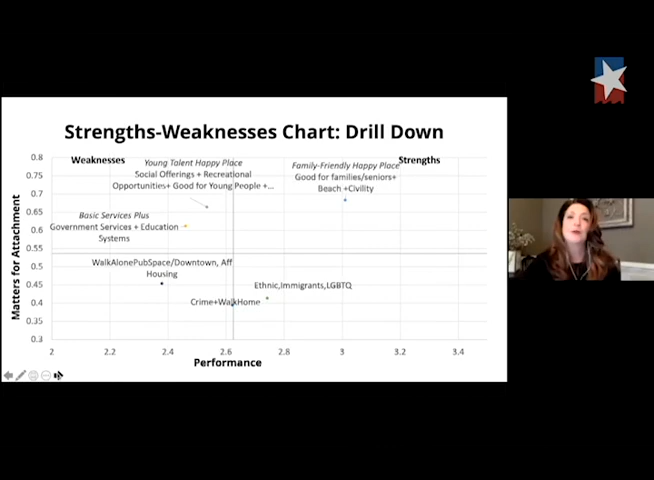 Strengths-Weaknesses Chart: Drill Down
Weaknesses
Young Talent Happy Place
Social Offerings + Recreational
Opportunities+ Good for Young People +...
Family-Friendly Happy Place
Good for families/seniors+
Beach +Civility
Strengths
Basic Services Plus
Government Services + Education
Systems
WalkAlonePubSpace/Downtown, Aff
Housing
Ethnic,Immigrants,LGBTQ
Crime+WalkHome
Matters for Attachment
0.8
0.75
0.7
0.65
0.6
0.55
0.5
0.45
0.4
0.35
0.3
2 2.2 2.4 2.6 2.8 3 3.2 3.4
Performance